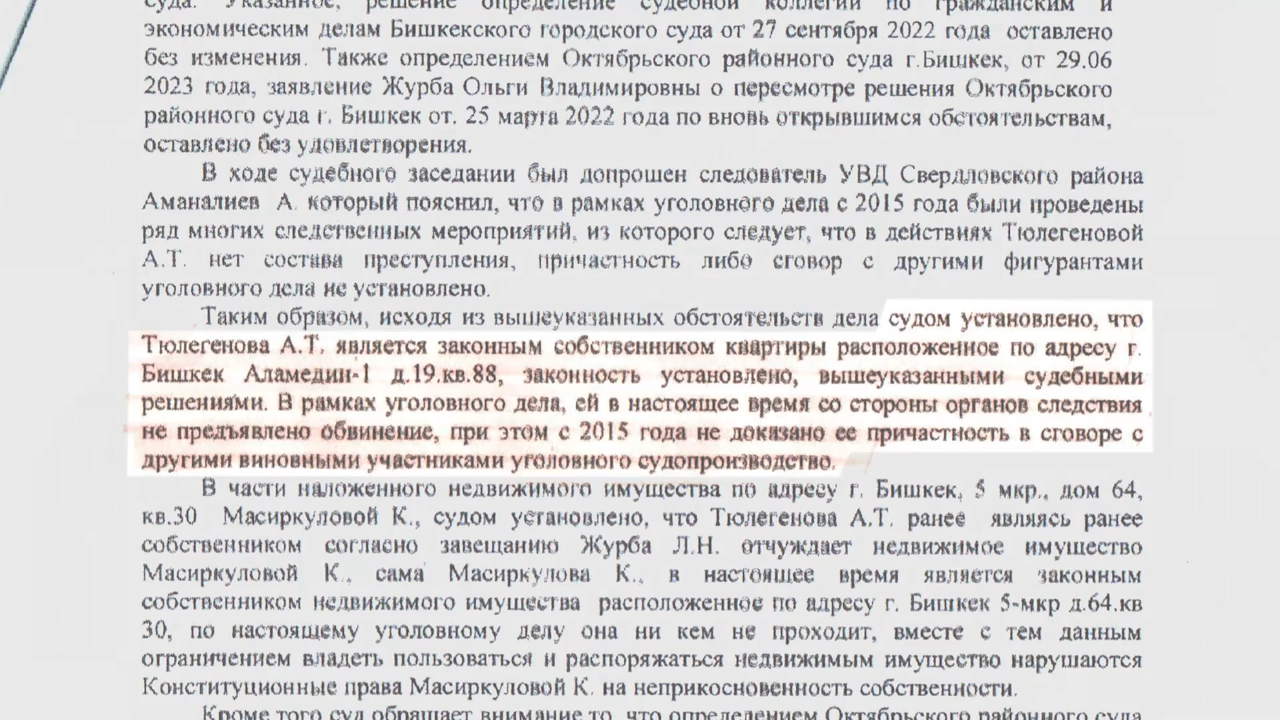 суда. Указанное, решение определение судебной коллегии по гражданским и
экономическим делам Бишкекского городского суда от 27 сентября 2022 года оставлено
без изменения. Также определением Октябрьского районного суда г.Бишкек, от 29.06
2023 года, заявление Журба Ольги Владимировны о пересмотре решения Октябрьского
районного суда г. Бишкек от. 25 марта 2022 года по вновь открывшимся обстоятельствам,
оставлено без удовлетворения.
В ходе судебного заседании был допрошен следователь УВД Свердловского района
Аманалиев А. который пояснил, что в рамках уголовного дела с 2015 года были проведены
ряд многих следственных мероприятий, из которого следует, что в действиях Тюлегеновой
А.Т. нет состава преступления, причастность либо сговор с другими фигурантами
уголовного дела не установлено.
Таким образом, исходя из вышеуказанных обстоятельств дела судом установлено, что
Тюлегенова А.Т. является законным собственником квартиры расположенное по адресу г.
Бишкек Аламедин-1 д.19.кв.88, законность установлено, вышеуказанными судебными
решениями. В рамках уголовного дела, ей в настоящее время со стороны органов следствия
не предъявлено обвинение, при этом с 2015 года не доказано ее причастность в сговоре с
другими виновными участниками уголовного судопроизводство.
В части наложенного недвижимого имущества по адресу г. Бишкек, 5 мкр., дом 64,
кв.30 Масиркуловой К., судом установлено, что Тюлегенова А.Т. ранее являясь ранее
собственником согласно завещанию Журба Л.Н. отчуждает недвижимое имущество
Масиркуловой К., сама Масиркулова К., в настоящее время является законным
собственником недвижимого имущества расположенное по адресу г. Бишкек 5-мкр д.64.кв
30, по настоящему уголовному делу она ни кем не проходит, вместе с тем данным
ограничением владеть пользоваться и распоряжаться недвижимым имущество нарушаются
Конституционные права Масиркуловой К. на неприкосновенность собственности.
Кроме того суд обращает внимание то, что определением Октябрьского районного суда